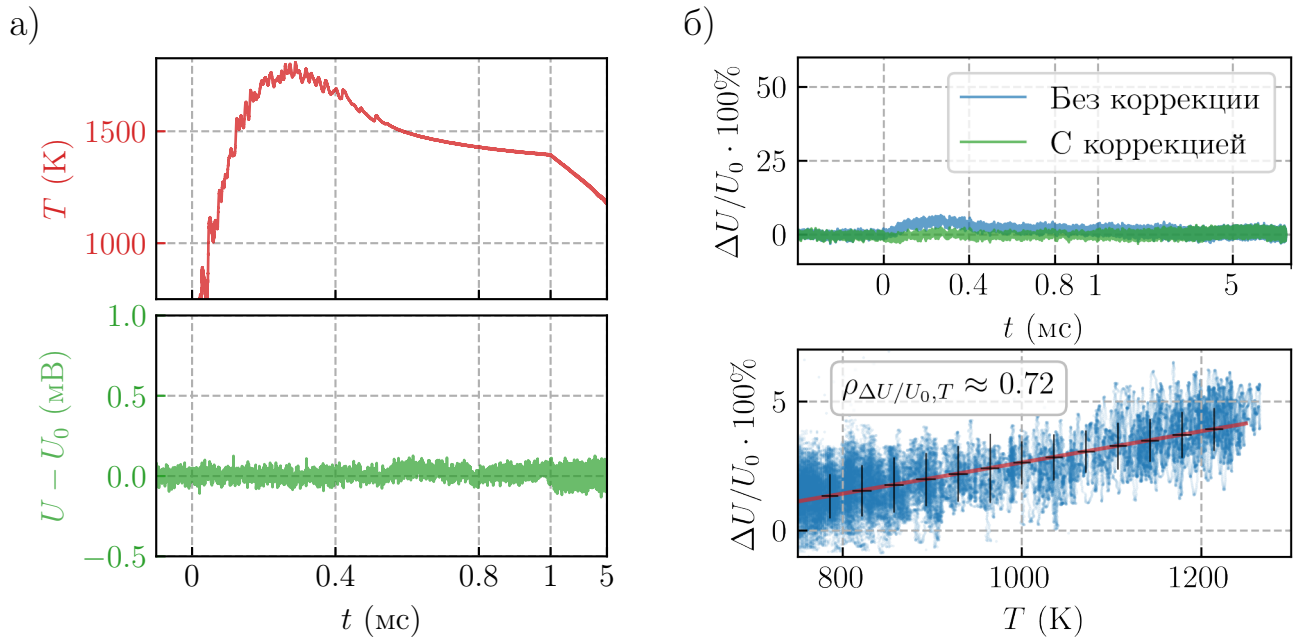 а)
1500
1000
T (К)
1.0
0.5
0.0
−0.5
U − U₀ (мВ)
0 0.4 0.8 1 5
t (мс)
б)
50
25
0
ΔU/U₀ · 100%
Без коррекции
С коррекцией
0 0.4 0.8 1 5
t (мс)
5
0
ΔU/U₀ · 100%
ρ_{ΔU/U₀,T} ≈ 0.72
800 1000 1200
T (К)